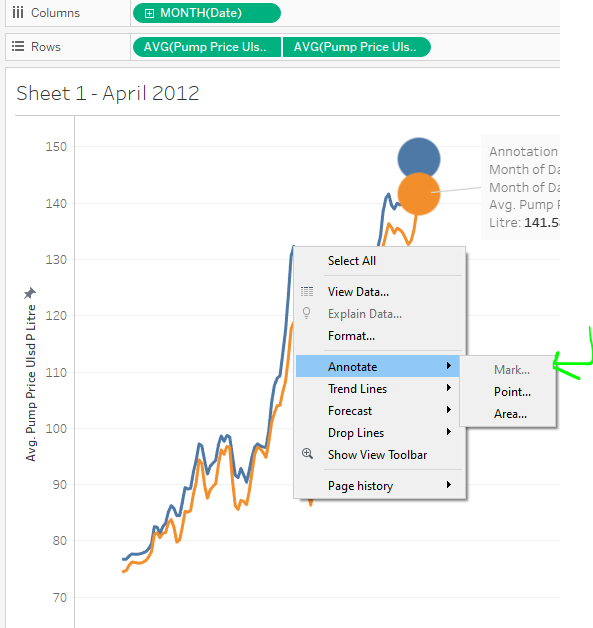 Columns
MONTH(Date)
Rows
AVG(Pump Price Uls..
AVG(Pump Price Uls..
Sheet 1 - April 2012
150
140
130
120
110
100
90
80
70
Avg. Pump Price Ulsd P Litre
Annotation
Month of Da
Month of Da
Avg. Pump P
Litre: 141.5
Select All
View Data...
Explain Data...
Format...
Annotate
Trend Lines
Forecast
Drop Lines
Show View Toolbar
Page history
Mark...
Point...
Area...